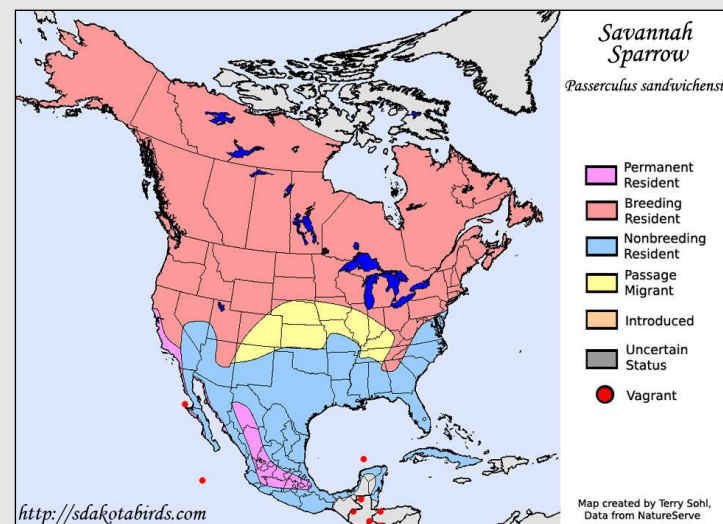 Savannah
Sparrow
Passerculus sandwichensi
Permanent
Resident
Breeding
Resident
Nonbreeding
Resident
Passage
Migrant
Introduced
Uncertain
Status
Vagrant
http://sdakotabirds.com
Map created by Terry Sohl,
Data from NatureServe